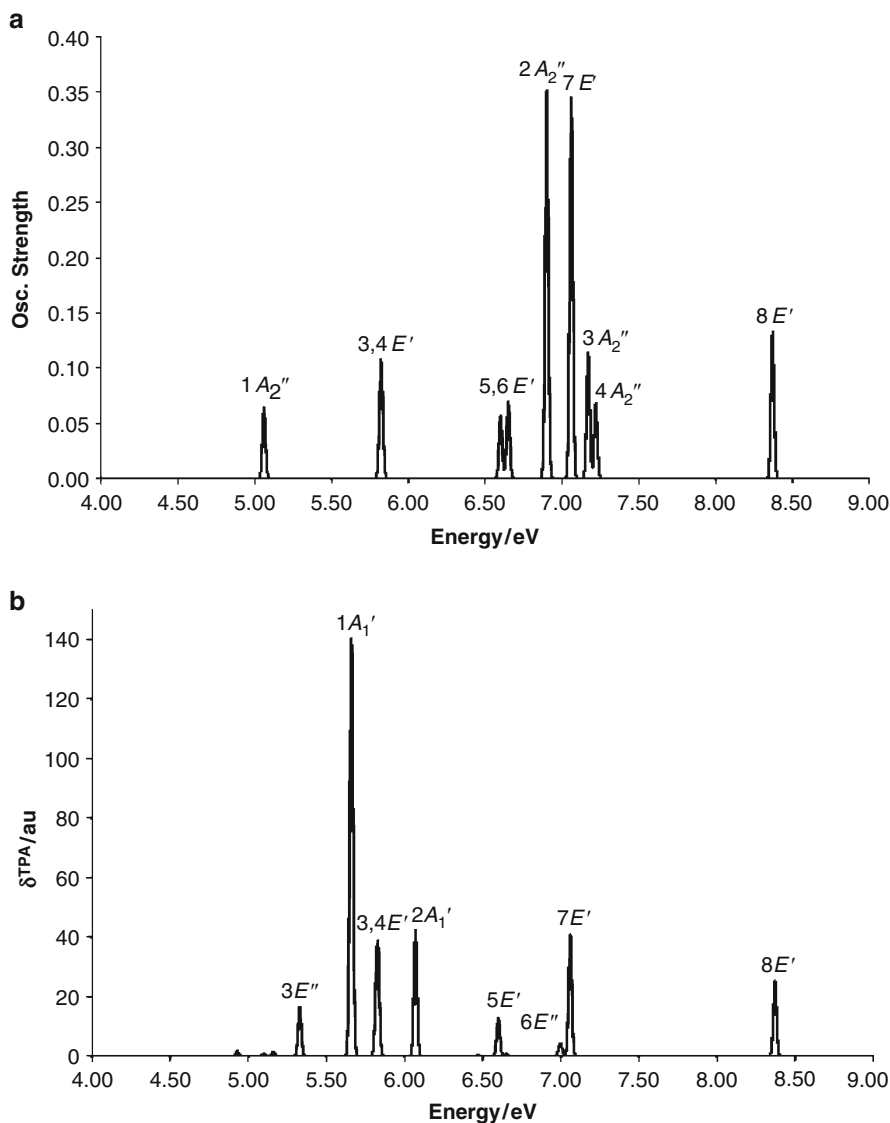 a
0.40
0.35
0.30
0.25
0.20
0.15
0.10
0.05
0.00
Osc. Strength
1 A₂″
3,4 E′
5,6 E′
2 A₂″
7 E′
3 A₂″
4 A₂″
8 E′
4.00 4.50 5.00 5.50 6.00 6.50 7.00 7.50 8.00 8.50 9.00
Energy/eV
b
140
120
100
80
60
40
20
0
δᵀᴾᴬ/au
3E″
1A₁′
3,4E′
2A₁′
5E′
6E″
7E′
8E′
4.00 4.50 5.00 5.50 6.00 6.50 7.00 7.50 8.00 8.50 9.00
Energy/eV